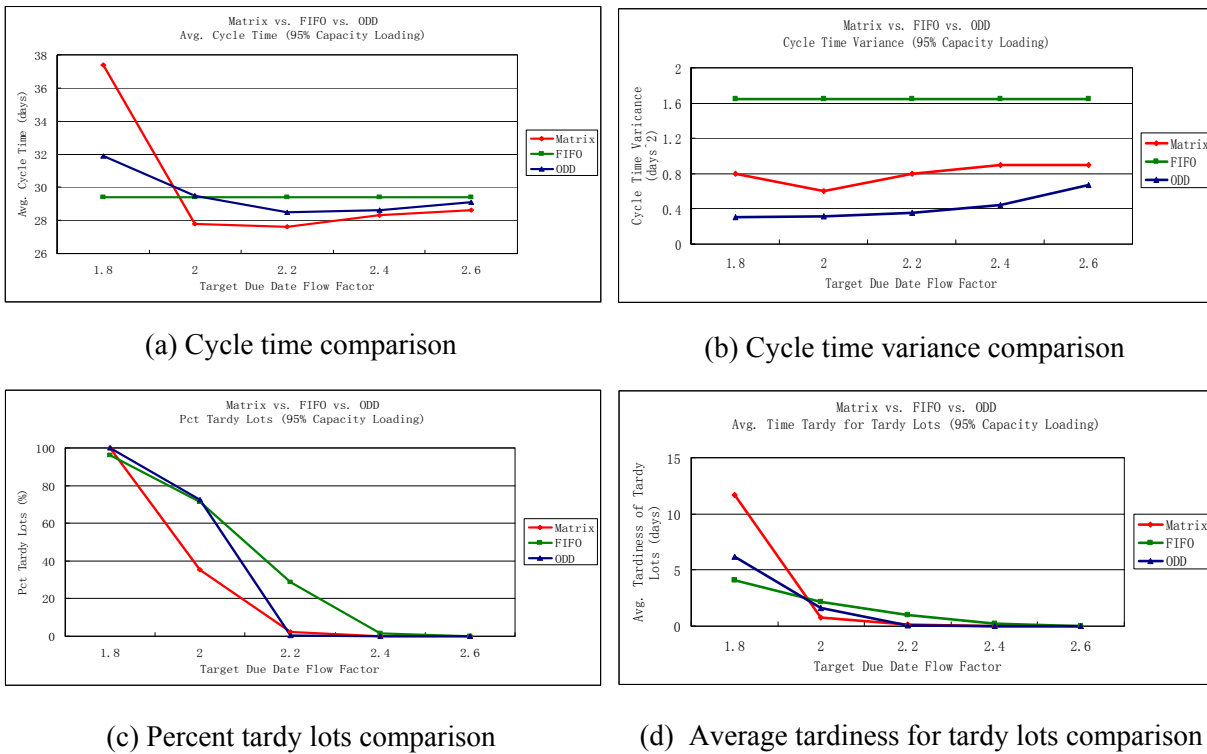 Matrix vs. FIFO vs. ODD
Avg. Cycle Time (95% Capacity Loading)
Avg. Cycle Time (days)
38
36
34
32
30
28
26
1.8 2 2.2 2.4 2.6
Target Due Date Flow Factor
Matrix
FIFO
ODD
(a) Cycle time comparison
Matrix vs. FIFO vs. ODD
Cycle Time Variance (95% Capacity Loading)
Cycle Time Varicance
(days^2)
2
1.6
1.2
0.8
0.4
0
1.8 2 2.2 2.4 2.6
Target Due Date Flow Factor
Matrix
FIFO
ODD
(b) Cycle time variance comparison
Matrix vs. FIFO vs. ODD
Pct Tardy Lots (95% Capacity Loading)
Pct Tardy Lots (%)
100
80
60
40
20
0
1.8 2 2.2 2.4 2.6
Target Due Date Flow Factor
Matrix
FIFO
ODD
(c) Percent tardy lots comparison
Matrix vs. FIFO vs. ODD
Avg. Time Tardy for Tardy Lots (95% Capacity Loading)
Avg. Tardiness of Tardy
Lots (days)
15
10
5
0
1.8 2 2.2 2.4 2.6
Target Due Date Flow Factor
Matrix
FIFO
ODD
(d) Average tardiness for tardy lots comparison